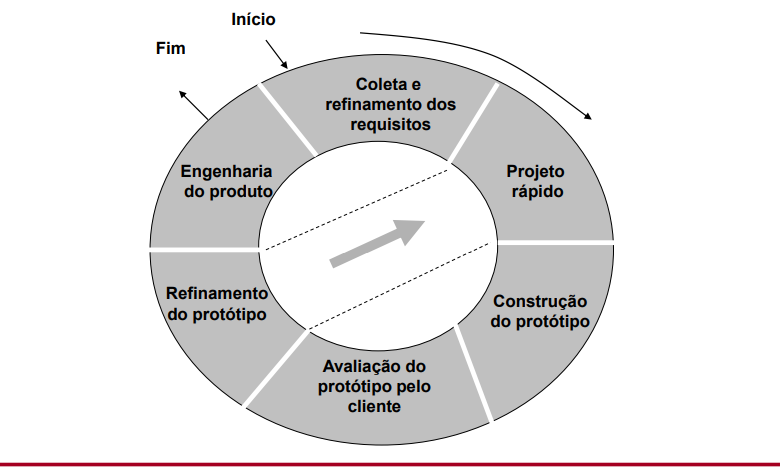 Início
Fim
Coleta e
refinamento dos
requisitos
Projeto
rápido
Construção
do protótipo
Avaliação do
protótipo pelo
cliente
Refinamento
do protótipo
Engenharia
do produto